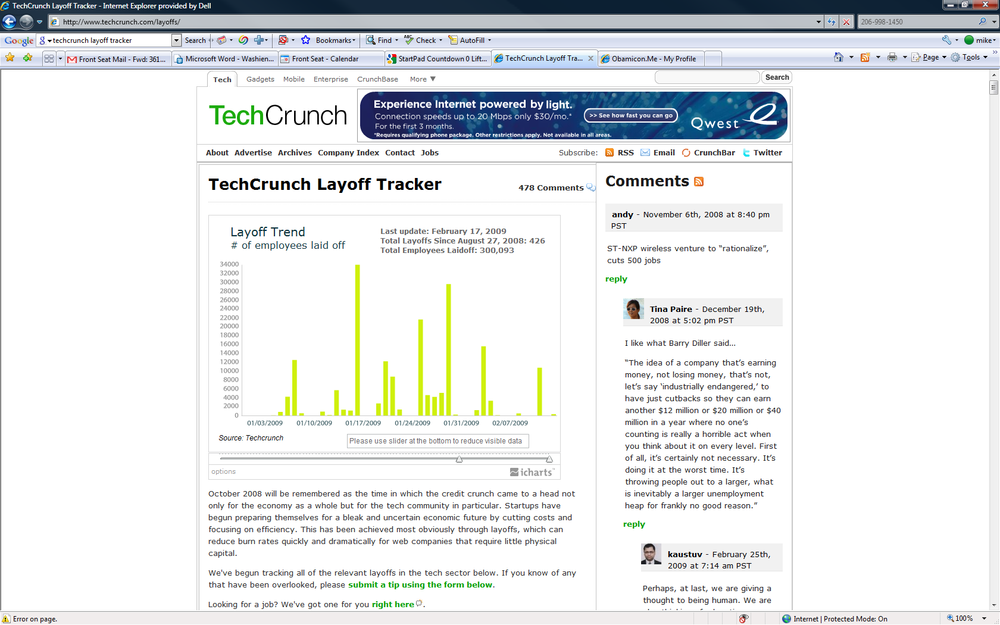 TechCrunch Layoff Tracker - Internet Explorer provided by Dell
http://www.techcrunch.com/layoffs/
206-998-1450
Google
techcrunch layoff tracker
Search
Bookmarks
Find
Check
AutoFill
mike
Front Seat Mail - Fwd: 361...
Microsoft Word - Washien...
Front Seat - Calendar
StartPad Countdown 0 Lift...
TechCrunch Layoff Tra...
Obamicon.Me - My Profile
Page
Tools
Tech
Gadgets
Mobile
Enterprise
CrunchBase
More
Search
TechCrunch
Experience Internet powered by light.
Connection speeds up to 20 Mbps only $30/mo.*
For the first 3 months.
*Requires qualifying phone package. Other restrictions apply. Not available in all areas.
>> See how fast you can go
Qwest
About Advertise Archives Company Index Contact Jobs
Subscribe: RSS Email CrunchBar Twitter
TechCrunch Layoff Tracker
478 Comments
Layoff Trend
# of employees laid off
Last update: February 17, 2009
Total Layoffs Since August 27, 2008: 426
Total Employees Laidoff: 300,093
34000
32000
30000
28000
26000
24000
22000
20000
18000
16000
14000
12000
10000
8000
6000
4000
2000
0
01/03/2009 01/10/2009 01/17/2009 01/24/2009 01/31/2009 02/07/2009
Source: Techcrunch
Please use slider at the bottom to reduce visible data
options
icharts
October 2008 will be remembered as the time in which the credit crunch came to a head not
only for the economy as a whole but for the tech community in particular. Startups have
begun preparing themselves for a bleak and uncertain economic future by cutting costs and
focusing on efficiency. This has been achieved most obviously through layoffs, which can
reduce burn rates quickly and dramatically for web companies that require little physical
capital.
We've begun tracking all of the relevant layoffs in the tech sector below. If you know of any
that have been overlooked, please submit a tip using the form below.
Looking for a job? We've got one for you right here.
Comments
andy - November 6th, 2008 at 8:40 pm
PST
ST-NXP wireless venture to “rationalize”,
cuts 500 jobs
reply
Tina Paire - December 19th,
2008 at 5:02 pm PST
I like what Barry Diller said…
“The idea of a company that’s earning
money, not losing money, that’s not,
let’s say ‘industrially endangered,’ to
have just cutbacks so they can earn
another $12 million or $20 million or $40
million in a year where no one’s
counting is really a horrible act when
you think about it on every level. First
of all, it’s certainly not necessary. It’s
doing it at the worst time. It’s
throwing people out to a larger, what
is inevitably a larger unemployment
heap for frankly no good reason.”
reply
kaustuv - February 25th,
2009 at 7:14 am PST
Perhaps, at last, we are giving a
thought to being human. We are
Error on page.
Internet | Protected Mode: On
100%